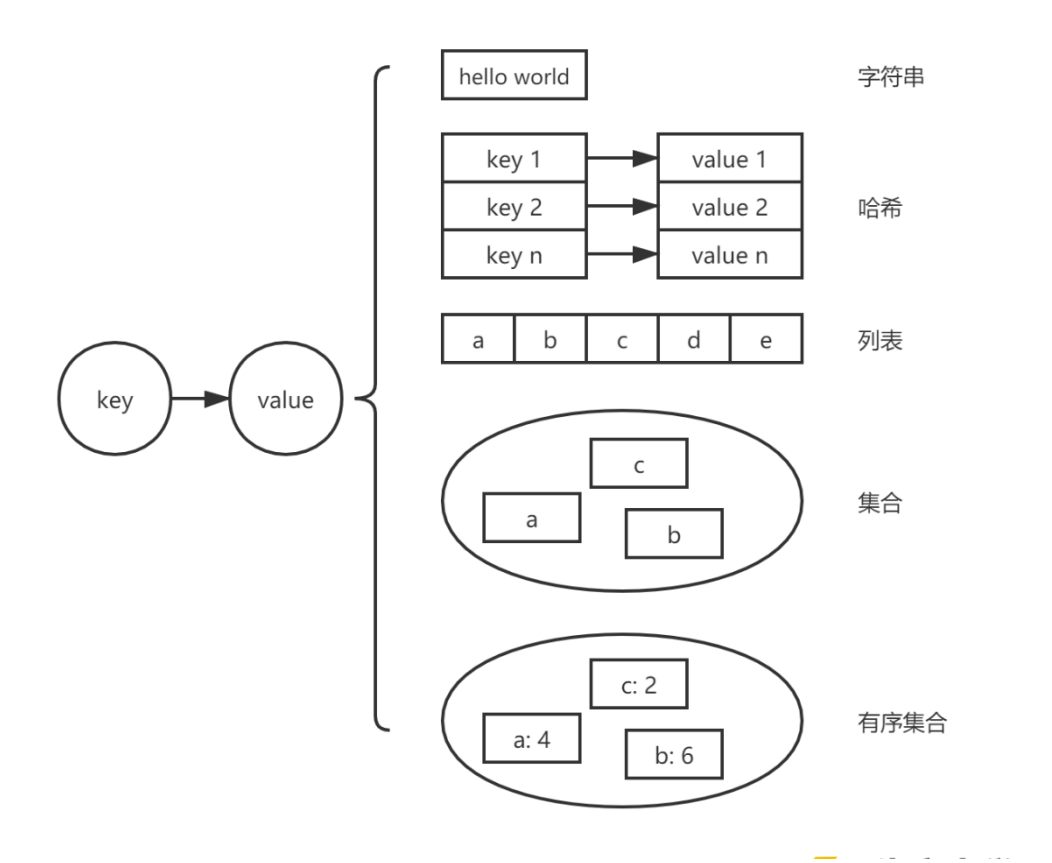 hello world
字符串
key 1
value 1
key 2
value 2
哈希
key n
value n
a
b
c
d
e
列表
key
value
c
a
b
集合
c: 2
a: 4
b: 6
有序集合